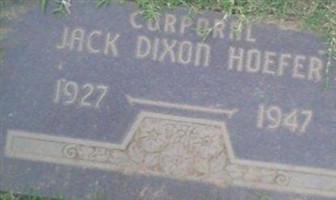 CORPORAL
JACK DIXON HOEFER
1927 1947